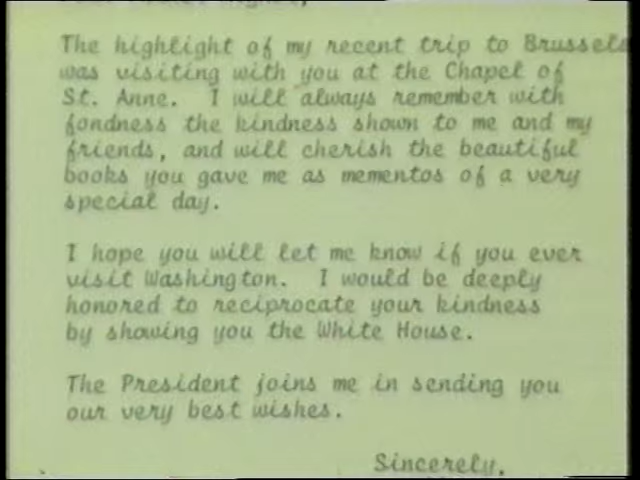 The highlight of my recent trip to Brussels
was visiting with you at the Chapel of
St. Anne. I will always remember with
fondness the kindness shown to me and my
friends, and will cherish the beautiful
books you gave me as mementos of a very
special day.
I hope you will let me know if you ever
visit Washington. I would be deeply
honored to reciprocate your kindness
by showing you the White House.
The President joins me in sending you
our very best wishes.
Sincerely,